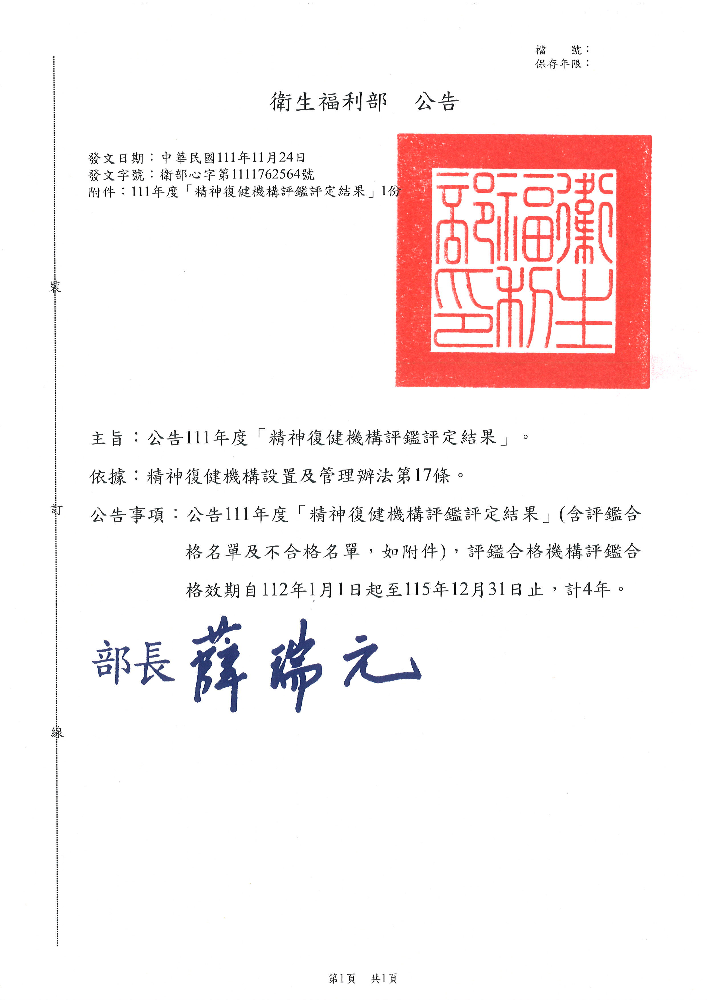 檔　　號：
保存年限：
衛生福利部　公告
發文日期：中華民國111年11月24日
發文字號：衛部心字第1111762564號
附件：111年度「精神復健機構評鑑評定結果」1份
衛生福利部印
主旨：公告111年度「精神復健機構評鑑評定結果」。
依據：精神復健機構設置及管理辦法第17條。
公告事項：公告111年度「精神復健機構評鑑評定結果」(含評鑑合
格名單及不合格名單，如附件)，評鑑合格機構評鑑合
格效期自112年1月1日起至115年12月31日止，計4年。
部長 薛瑞元
裝
訂
線
第1頁　共1頁